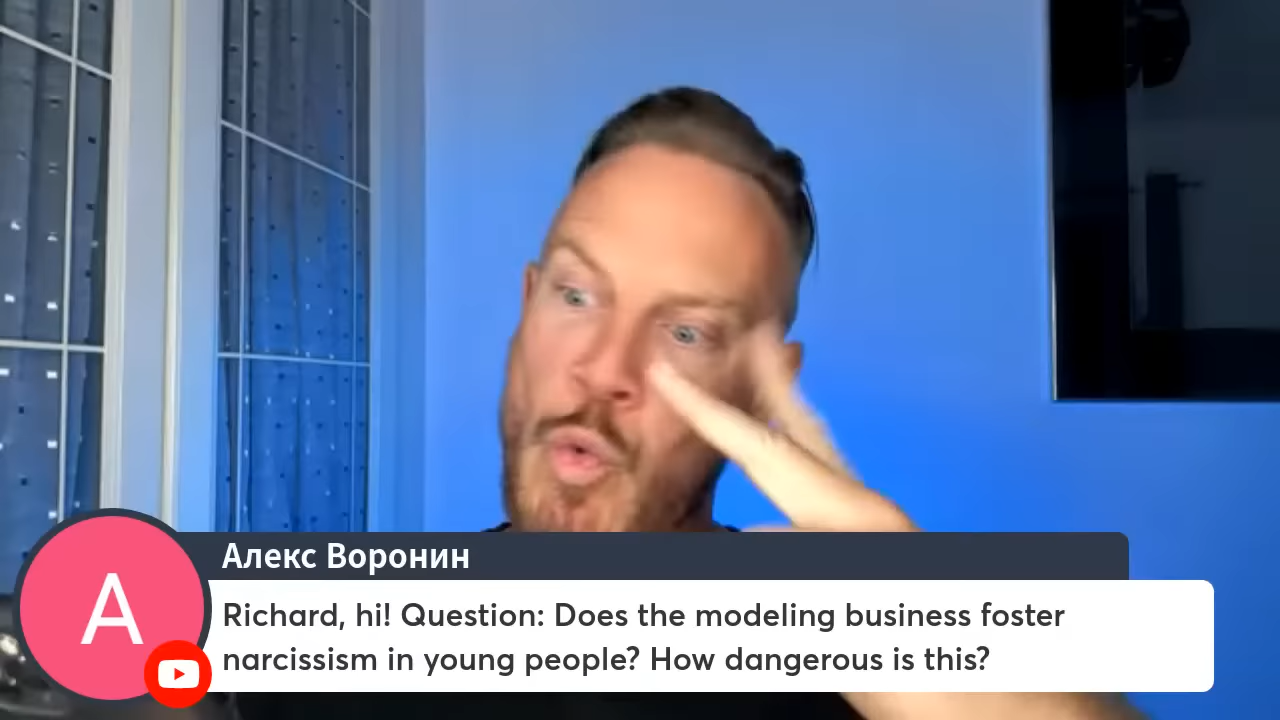 Алекс Воронин
A
Richard, hi! Question: Does the modeling business foster
narcissism in young people? How dangerous is this?